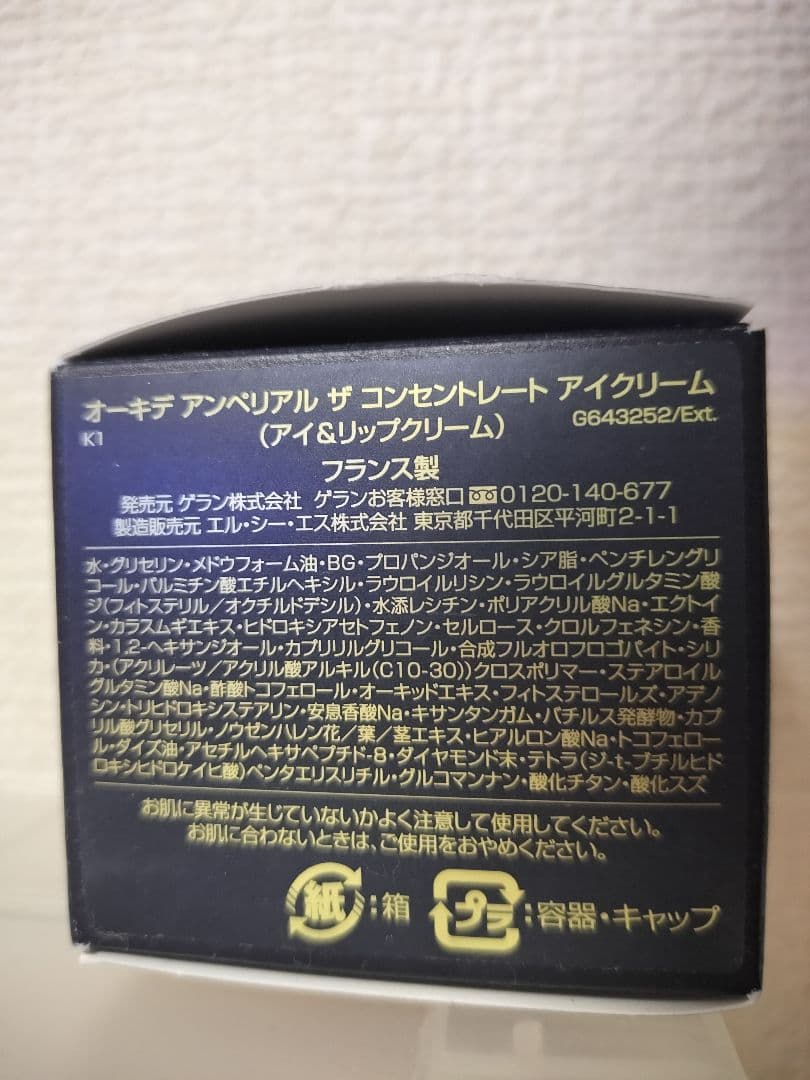 オーキデ アンペリアル ザ コンセントレート アイクリーム
K1
(アイ&リップクリーム)
G643252/Ext.
フランス製
発売元 ゲラン株式会社 ゲランお客様窓口 0120-140-677
製造販売元 エル・シー・エス株式会社 東京都千代田区平河町2-1-1
水・グリセリン・メドウフォーム油・BG・プロパンジオール・シア脂・ペンチレングリ
コール・パルミチン酸エチルヘキシル・ラウロイルリシン・ラウロイルグルタミン酸
ジ(フィトステリル/オクチルドデシル)・水添レシチン・ポリアクリル酸Na・エクトイ
ン・カラスムギエキス・ヒドロキシアセトフェノン・セルロース・クロルフェネシン・香
料・1,2-ヘキサンジオール・カプリリルグリコール・合成フルオロフロゴパイト・シリ
カ・(アクリレーツ/アクリル酸アルキル(C10-30))クロスポリマー・ステアロイル
グルタミン酸Na・酢酸トコフェロール・オーキッドエキス・フィトステロールズ・アデノ
シン・トリヒドロキシステアリン・安息香酸Na・キサンタンガム・バチルス発酵物・カプ
リル酸グリセリル・ノウゼンハレン花/葉/茎エキス・ヒアルロン酸Na・トコフェロー
ル・ダイズ油・アセチルヘキサペプチド-8・ダイヤモンド末・テトラ(ジ-t-ブチルヒド
ロキシヒドロケイヒ酸)ペンタエリスリチル・グルコマンナン・酸化チタン・酸化スズ
お肌に異常が生じていないかよく注意して使用してください。
お肌に合わないときは、ご使用をおやめください。
紙:箱 プラ:容器・キャップ